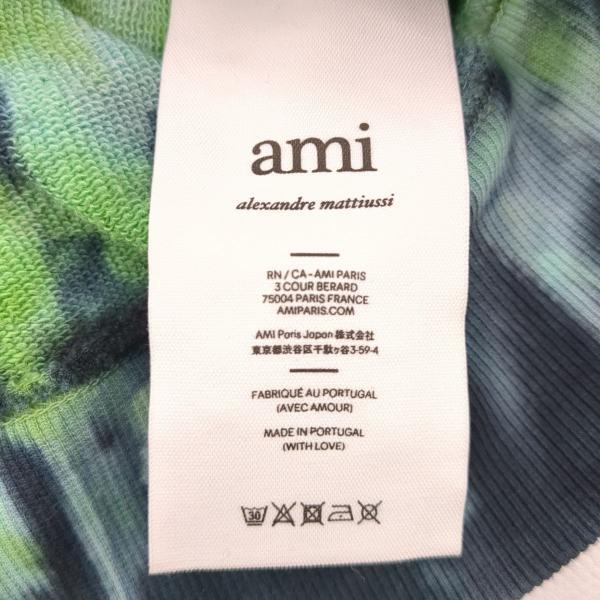 ami
alexandre mattiussi
RN / CA - AMI PARIS
3 COUR BERARD
75004 PARIS FRANCE
AMIPARIS.COM
AMI Paris Japan 株式会社
東京都渋谷区千駄ヶ谷3-59-4
FABRIQUÉ AU PORTUGAL
(AVEC AMOUR)
MADE IN PORTUGAL
(WITH LOVE)
30